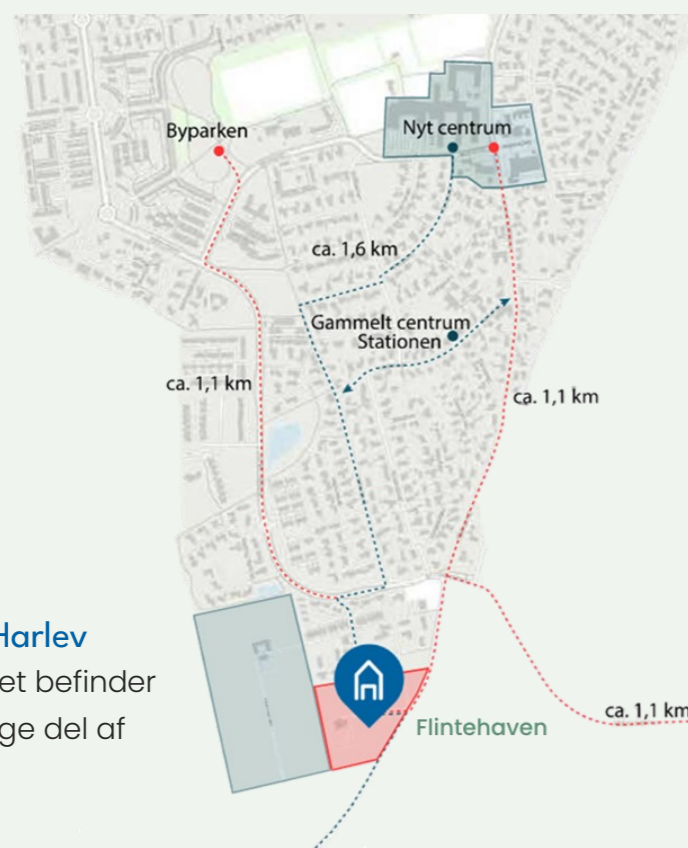 Byparken
Nyt centrum
ca. 1,6 km
Gammelt centrum
Stationen
ca. 1,1 km
ca. 1,1 km
Harlev
et befinder
ge del af
Flintehaven
ca. 1,1 km